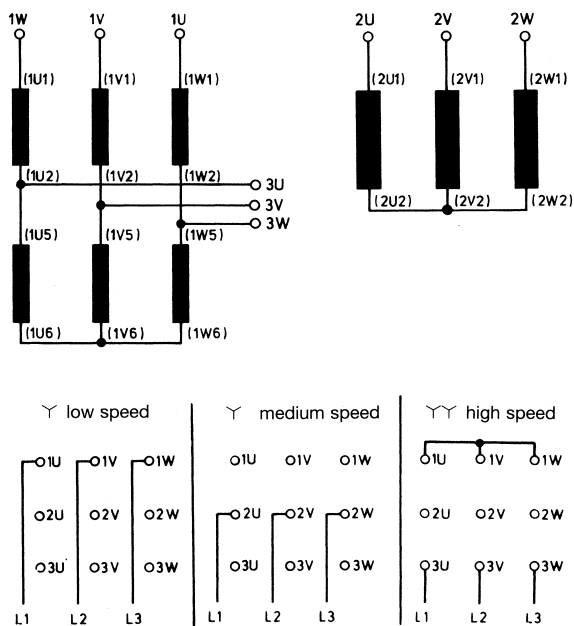 1W 1V 1U 2U 2V 2W
(1U1) (1V1) (1W1) (2U1) (2V1) (2W1)
(1U2) (1V2) (1W2) (2U2) (2V2) (2W2)
3U
3V
3W
(1U5) (1V5) (1W5)
(1U6) (1V6) (1W6)
Y low speed
1U 1V 1W
2U 2V 2W
3U 3V 3W
L1 L2 L3
Y medium speed
1U 1V 1W
2U 2V 2W
3U 3V 3W
L1 L2 L3
YY high speed
1U 1V 1W
2U 2V 2W
3U 3V 3W
L1 L2 L3